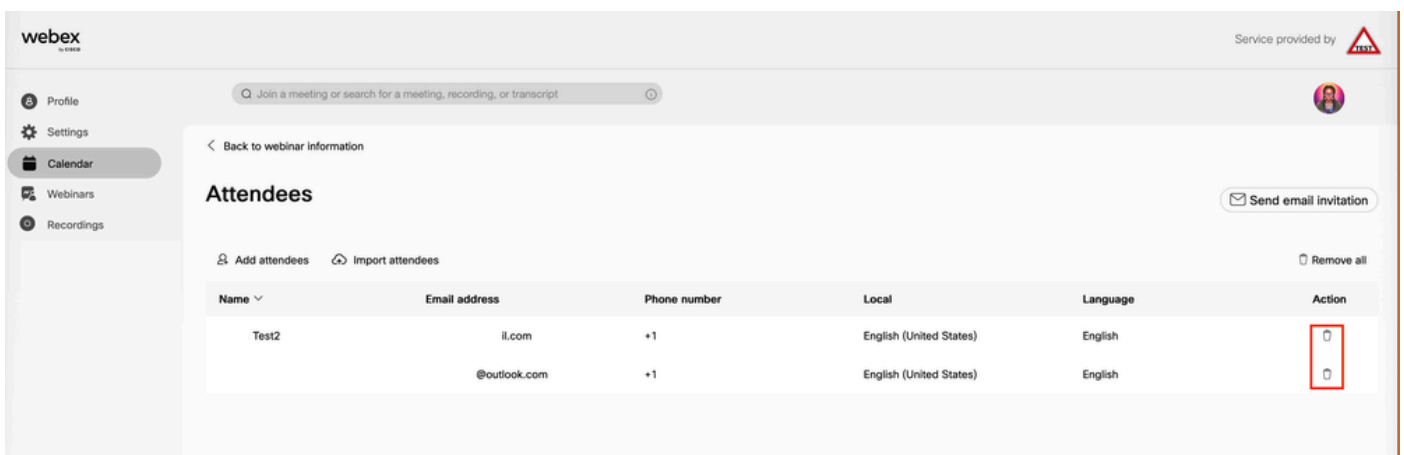 webex
by CISCO
Service provided by
TEST
Profile
Join a meeting or search for a meeting, recording, or transcript
Settings
Back to webinar information
Calendar
Webinars
Attendees
Send email invitation
Recordings
Add attendees Import attendees Remove all
Name Email address Phone number Local Language Action
Test2 il.com +1 English (United States) English
@outlook.com +1 English (United States) English